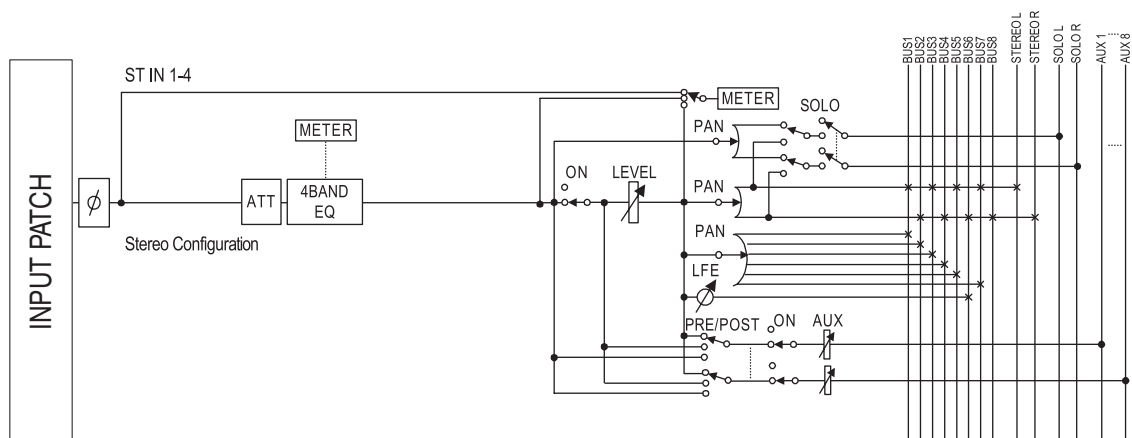 BUS1
BUS2
BUS3
BUS4
BUS5
BUS6
BUS7
BUS8
STEREO L
STEREO R
SOLO L
SOLO R
AUX 1
AUX 8
ST IN 1-4
METER
SOLO
PAN
METER
ON
LEVEL
INPUT PATCH
ϕ
ATT
4BAND
EQ
PAN
Stereo Configuration
PAN
LFE
PRE/POST
ON
AUX